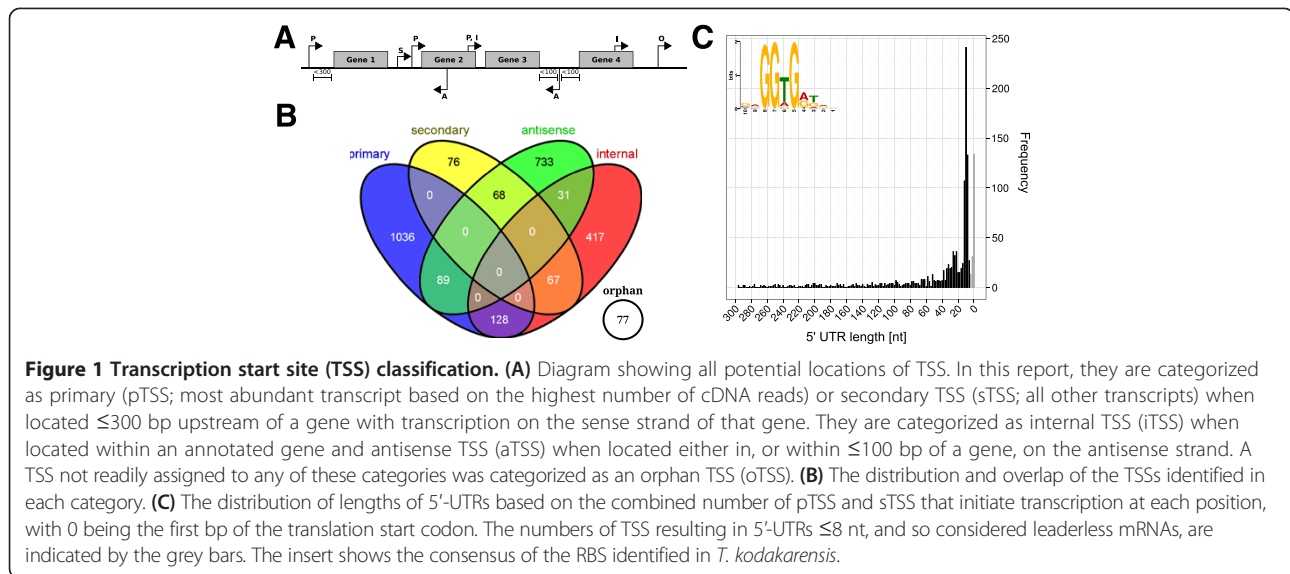 A
P
S
P
P, I
I
O
Gene 1
Gene 2
Gene 3
Gene 4
<300
<100
<100
A
A
B
secondary
antisense
primary
internal
76
733
0
68
31
1036
0
0
417
89
0
67
0
0
128
orphan
77
C
bits
GGTG
AT
250
200
150
100
50
0
Frequency
300
280
260
240
220
200
180
160
140
120
100
80
60
40
20
0
5' UTR length [nt]
Figure 1 Transcription start site (TSS) classification. (A) Diagram showing all potential locations of TSS. In this report, they are categorized
as primary (pTSS; most abundant transcript based on the highest number of cDNA reads) or secondary TSS (sTSS; all other transcripts) when
located ≤300 bp upstream of a gene with transcription on the sense strand of that gene. They are categorized as internal TSS (iTSS) when
located within an annotated gene and antisense TSS (aTSS) when located either in, or within ≤100 bp of a gene, on the antisense strand. A
TSS not readily assigned to any of these categories was categorized as an orphan TSS (oTSS). (B) The distribution and overlap of the TSSs identified in
each category. (C) The distribution of lengths of 5′-UTRs based on the combined number of pTSS and sTSS that initiate transcription at each position,
with 0 being the first bp of the translation start codon. The numbers of TSS resulting in 5′-UTRs ≤8 nt, and so considered leaderless mRNAs, are
indicated by the grey bars. The insert shows the consensus of the RBS identified in T. kodakarensis.